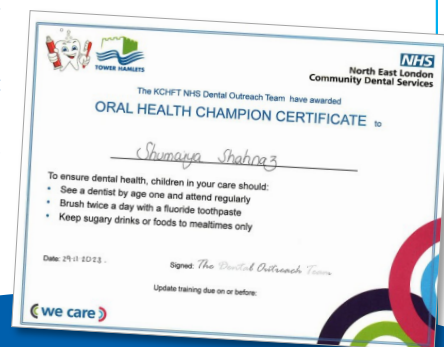 TOWER HAMLETS
NHS
North East London
Community Dental Services
The KCHFT NHS Dental Outreach Team have awarded
ORAL HEALTH CHAMPION CERTIFICATE to
Shumaiya Shahnaz
To ensure dental health, children in your care should:
• See a dentist by age one and attend regularly
• Brush twice a day with a fluoride toothpaste
• Keep sugary drinks or foods to mealtimes only
Date: 29.11.2023.
Signed: The Dental Outreach Team
Update training due on or before:
we care